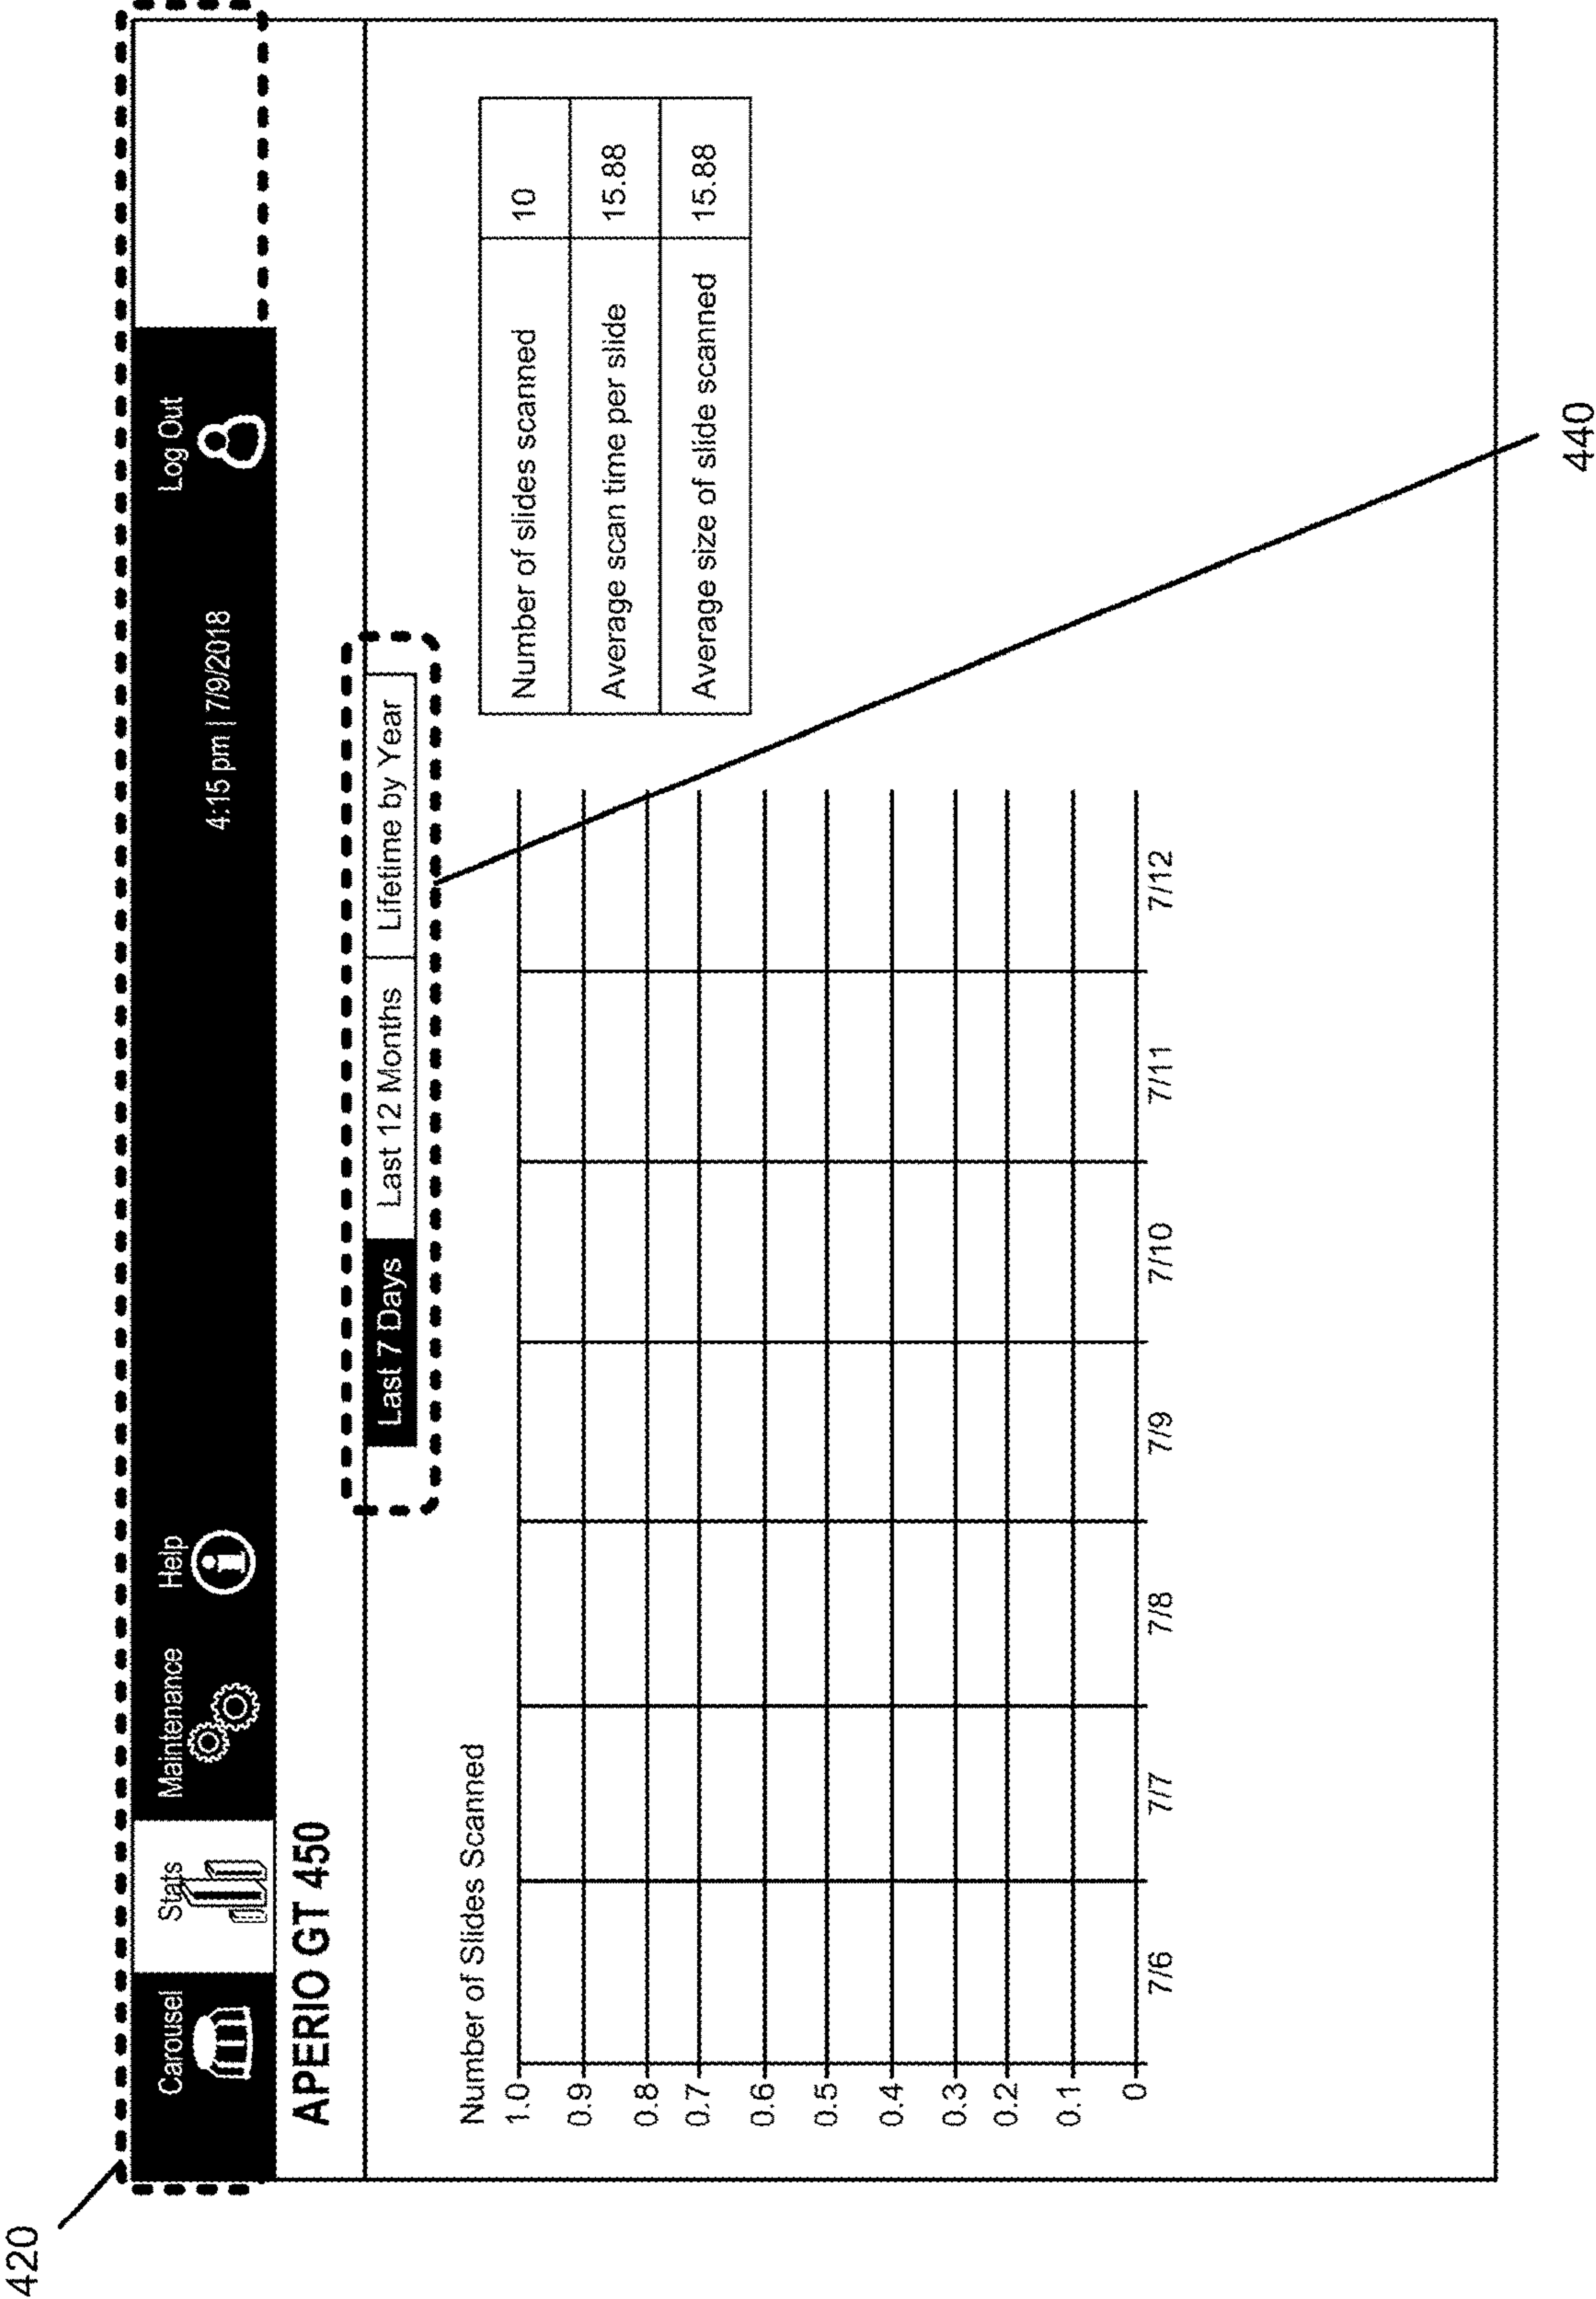 420
Carousel
Stats
Maintenance
Help
4:15 pm | 7/9/2018
Log Out
APERIO GT 450
Last 7 Days
Last 12 Months
Lifetime by Year
Number of Slides Scanned
1.0
0.9
0.8
0.7
0.6
0.5
0.4
0.3
0.2
0.1
0
7/6
7/7
7/8
7/9
7/10
7/11
7/12
Number of slides scanned 10
Average scan time per slide 15.88
Average size of slide scanned 15.88
440